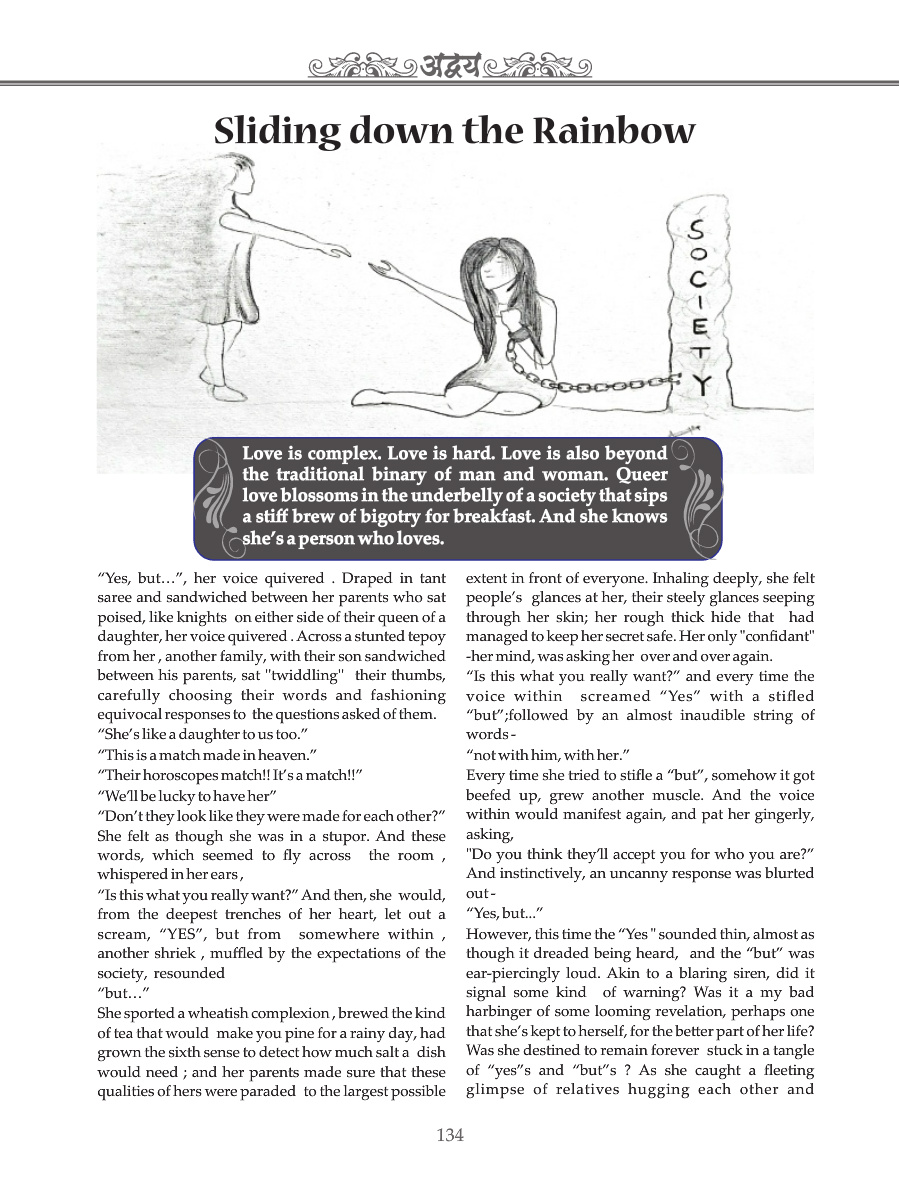 अद्वय
Sliding down the Rainbow
S
O
C
I
E
T
Y
Love is complex. Love is hard. Love is also beyond
the traditional binary of man and woman. Queer
love blossoms in the underbelly of a society that sips
a stiff brew of bigotry for breakfast. And she knows
she's a person who loves.
“Yes, but…”, her voice quivered . Draped in tant
saree and sandwiched between her parents who sat
poised, like knights on either side of their queen of a
daughter, her voice quivered . Across a stunted tepoy
from her , another family, with their son sandwiched
between his parents, sat "twiddling" their thumbs,
carefully choosing their words and fashioning
equivocal responses to the questions asked of them.
“She's like a daughter to us too.”
“This is a match made in heaven.”
“Their horoscopes match!! It's a match!!”
“We'll be lucky to have her”
“Don't they look like they were made for each other?”
She felt as though she was in a stupor. And these
words, which seemed to fly across the room ,
whispered in her ears ,
“Is this what you really want?” And then, she would,
from the deepest trenches of her heart, let out a
scream, “YES”, but from somewhere within ,
another shriek , muffled by the expectations of the
society, resounded
“but…”
She sported a wheatish complexion , brewed the kind
of tea that would make you pine for a rainy day, had
grown the sixth sense to detect how much salt a dish
would need ; and her parents made sure that these
qualities of hers were paraded to the largest possible
extent in front of everyone. Inhaling deeply, she felt
people's glances at her, their steely glances seeping
through her skin; her rough thick hide that had
managed to keep her secret safe. Her only "confidant"
-her mind, was asking her over and over again.
“Is this what you really want?” and every time the
voice within screamed “Yes” with a stifled
“but”;followed by an almost inaudible string of
words -
“not with him, with her.”
Every time she tried to stifle a “but”, somehow it got
beefed up, grew another muscle. And the voice
within would manifest again, and pat her gingerly,
asking,
"Do you think they'll accept you for who you are?”
And instinctively, an uncanny response was blurted
out -
“Yes, but...”
However, this time the “Yes " sounded thin, almost as
though it dreaded being heard, and the “but” was
ear-piercingly loud. Akin to a blaring siren, did it
signal some kind of warning? Was it a my bad
harbinger of some looming revelation, perhaps one
that she's kept to herself, for the better part of her life?
Was she destined to remain forever stuck in a tangle
of “yes”s and “but”s ? As she caught a fleeting
glimpse of relatives hugging each other and
134